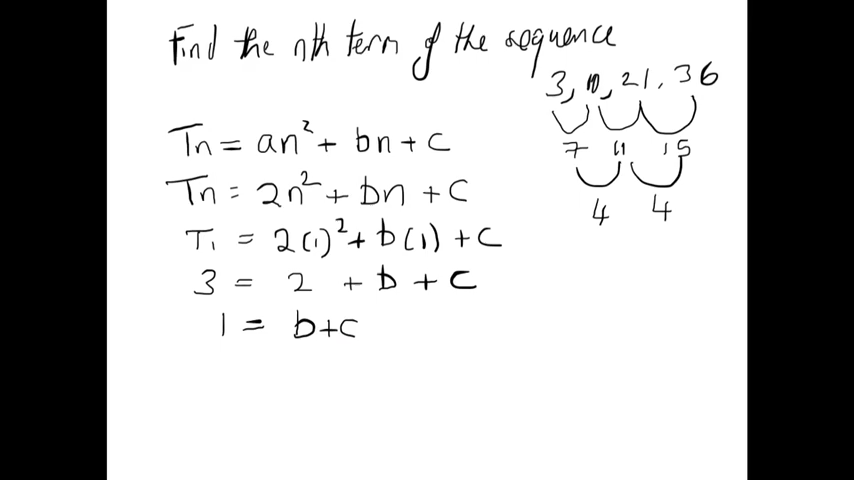 Find the nth term of the sequence
3, 10, 21, 36
7 11 15
4 4
Tn = an² + bn + c
Tn = 2n² + bn + c
T₁ = 2(1)² + b(1) + c
3 = 2 + b + c
1 = b+c